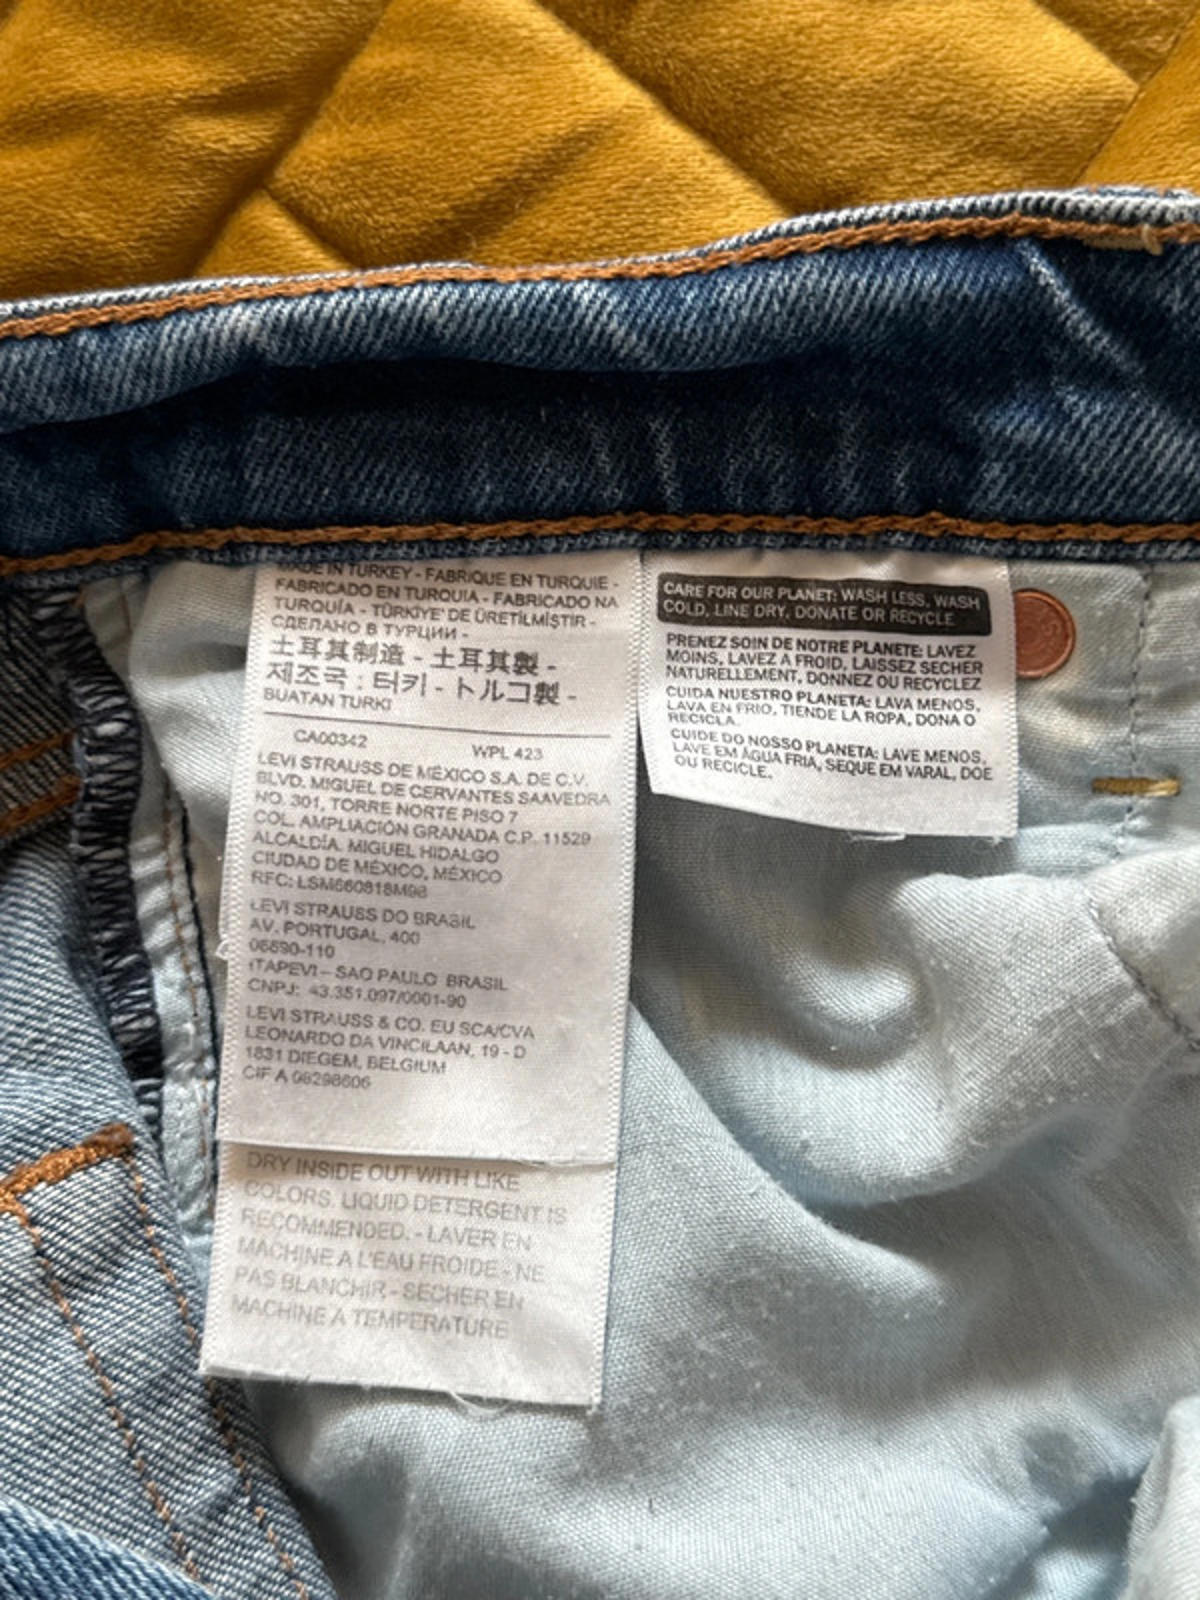 MADE IN TURKEY - FABRIQUE EN TURQUIE -
FABRICADO EN TURQUIA - FABRICADO NA
TURQUÍA - TÜRKİYE' DE ÜRETİLMİŞTİR -
СДЕЛАНО В ТУРЦИИ -
土耳其制造 - 土耳其製 -
제조국 : 터키 - トルコ製 -
BUATAN TURKI
CA00342 WPL 423
LEVI STRAUSS DE MÉXICO S.A. DE C.V.
BLVD. MIGUEL DE CERVANTES SAAVEDRA
NO. 301, TORRE NORTE PISO 7
COL. AMPLIACIÓN GRANADA C.P. 11529
ALCALDÍA. MIGUEL HIDALGO
CIUDAD DE MÉXICO, MÉXICO
RFC: LSM660818M98
LEVI STRAUSS DO BRASIL
AV. PORTUGAL, 400
06690-110
ITAPEVI – SAO PAULO BRASIL
CNPJ: 43.351.097/0001-90
LEVI STRAUSS & CO. EU SCA/CVA
LEONARDO DA VINCILAAN, 19 - D
1831 DIEGEM, BELGIUM
CIF A 08298606
DRY INSIDE OUT WITH LIKE
COLORS. LIQUID DETERGENT IS
RECOMMENDED. - LAVER EN
MACHINE A L'EAU FROIDE - NE
PAS BLANCHIR - SECHER EN
MACHINE À TEMPERATURE
CARE FOR OUR PLANET: WASH LESS, WASH
COLD, LINE DRY, DONATE OR RECYCLE.
PRENEZ SOIN DE NOTRE PLANETE: LAVEZ
MOINS, LAVEZ A FROID, LAISSEZ SECHER
NATURELLEMENT, DONNEZ OU RECYCLEZ
CUIDA NUESTRO PLANETA: LAVA MENOS,
LAVA EN FRIO, TIENDE LA ROPA, DONA O
RECICLA.
CUIDE DO NOSSO PLANETA: LAVE MENOS,
LAVE EM ÁGUA FRIA, SEQUE EM VARAL, DOE
OU RECICLE.